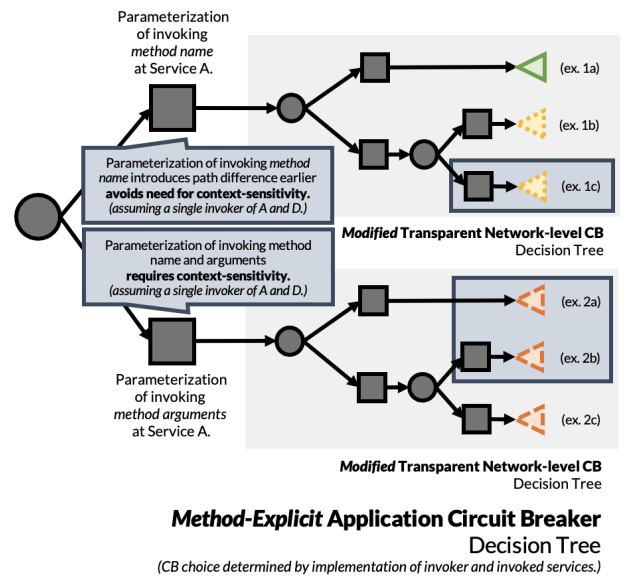 Parameterization
of invoking
method name
at Service A.
(ex. 1a)
(ex. 1b)
(ex. 1c)
Parameterization of invoking method
name introduces path difference earlier
avoids need for context-sensitivity.
(assuming a single invoker of A and D.)
Modified Transparent Network-level CB
Decision Tree
Parameterization of invoking method
name and arguments
requires context-sensitivity.
(assuming a single invoker of A and D.)
(ex. 2a)
(ex. 2b)
(ex. 2c)
Parameterization
of invoking
method arguments
at Service A.
Modified Transparent Network-level CB
Decision Tree
Method-Explicit Application Circuit Breaker
Decision Tree
(CB choice determined by implementation of invoker and invoked services.)